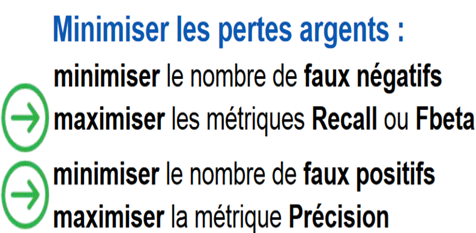 Minimiser les pertes argents :
minimiser le nombre de faux négatifs
maximiser les métriques Recall ou Fbeta
minimiser le nombre de faux positifs
maximiser la métrique Précision